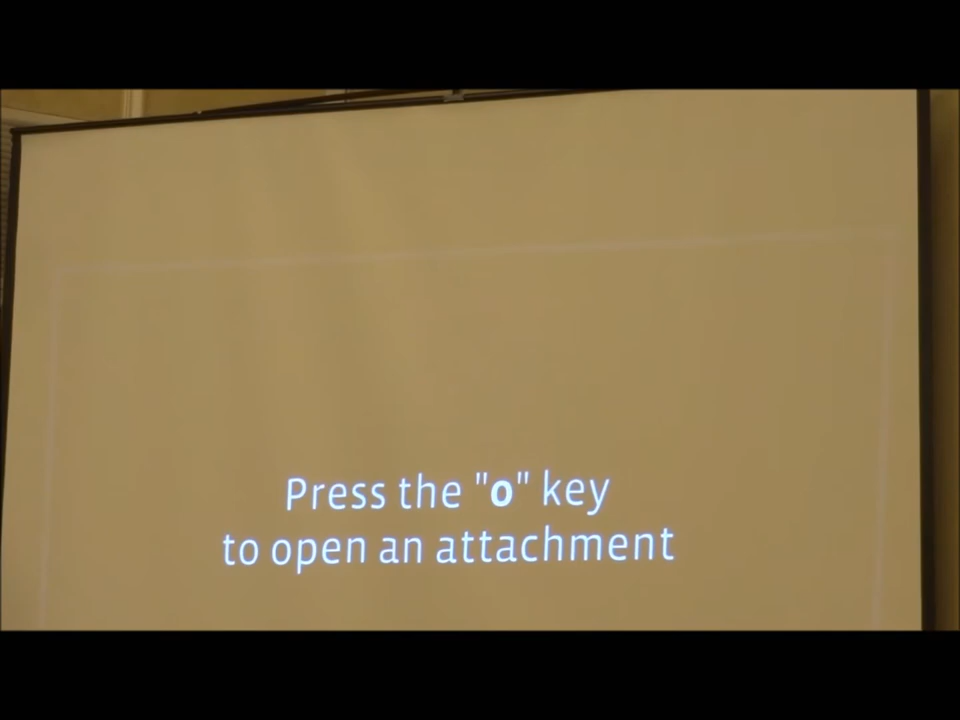 Press the "o" key
to open an attachment